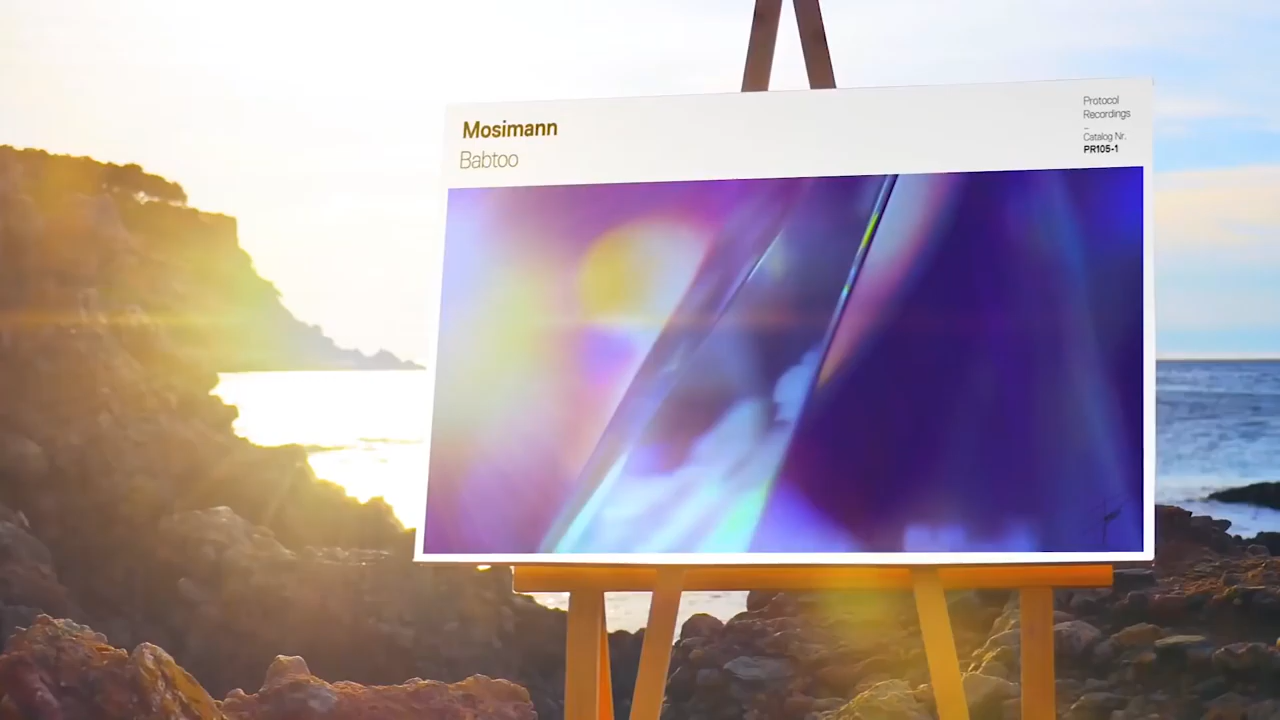 Mosimann
Babtoo
Protocol
Recordings
–
Catalog Nr.
PR105-1